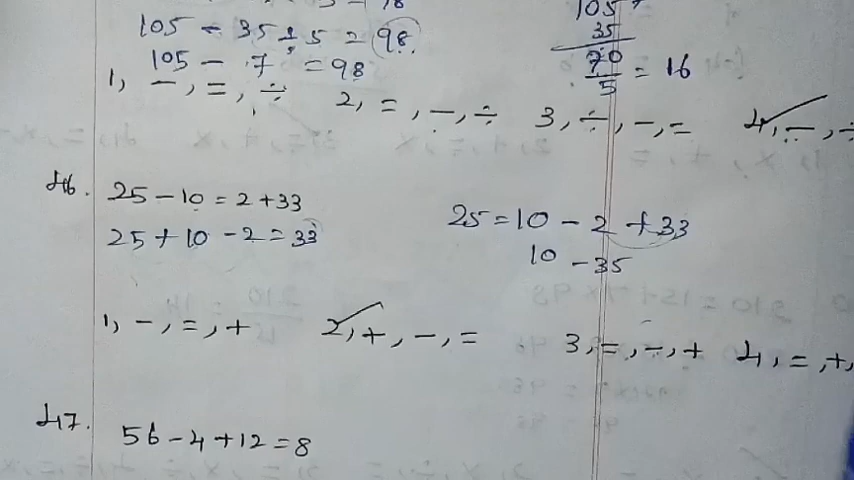 105 - 35 ÷ 5 = 98.
105 - 7 = 98
105
35
70
5
= 16
1, -, =, ÷ 2, =, -, ÷ 3, ÷, -, = 4, -, ÷
46. 25 - 10 = 2 + 33
25 + 10 - 2 = 33
25 = 10 - 2 + 33
10 - 35
1, -, =, + 2, +, -, = 3, =, -, + 4, =, +,
47. 56 - 4 + 12 = 8